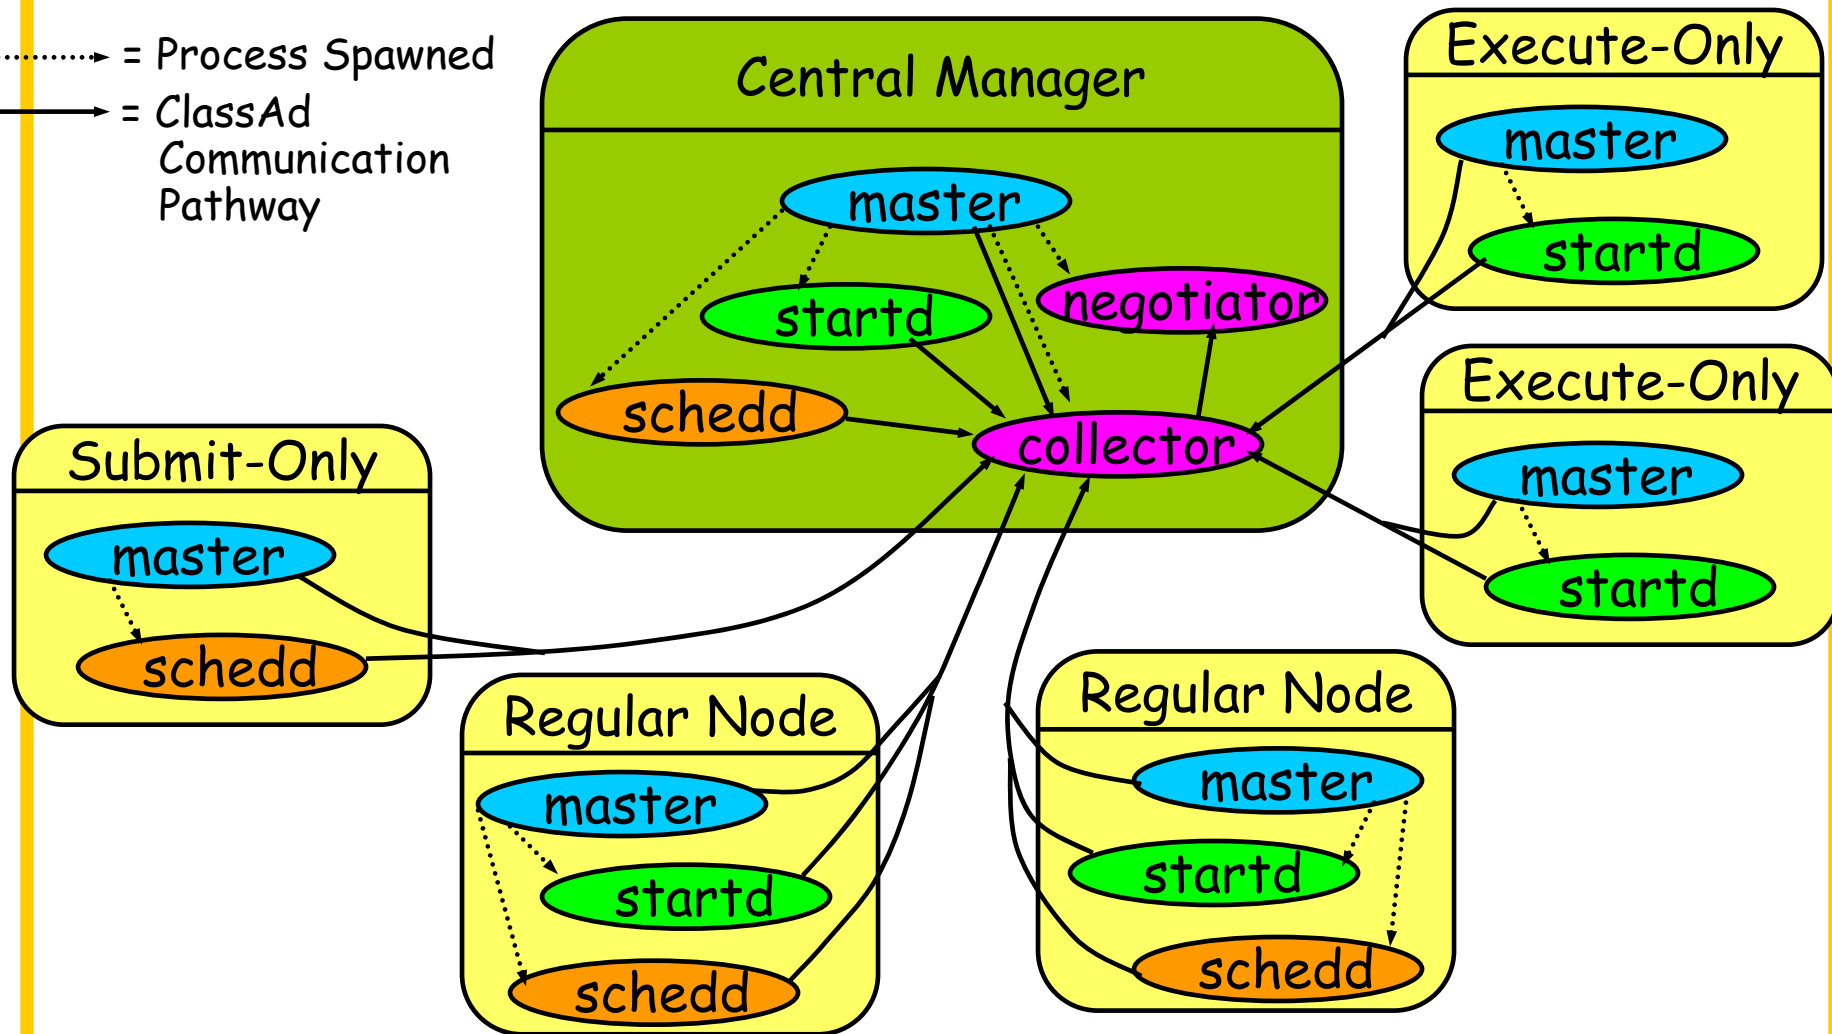 = Process Spawned
= ClassAd
Communication
Pathway
Central Manager
master
startd
negotiator
schedd
collector
Execute-Only
master
startd
Execute-Only
master
startd
Submit-Only
master
schedd
Regular Node
master
startd
schedd
Regular Node
master
startd
schedd